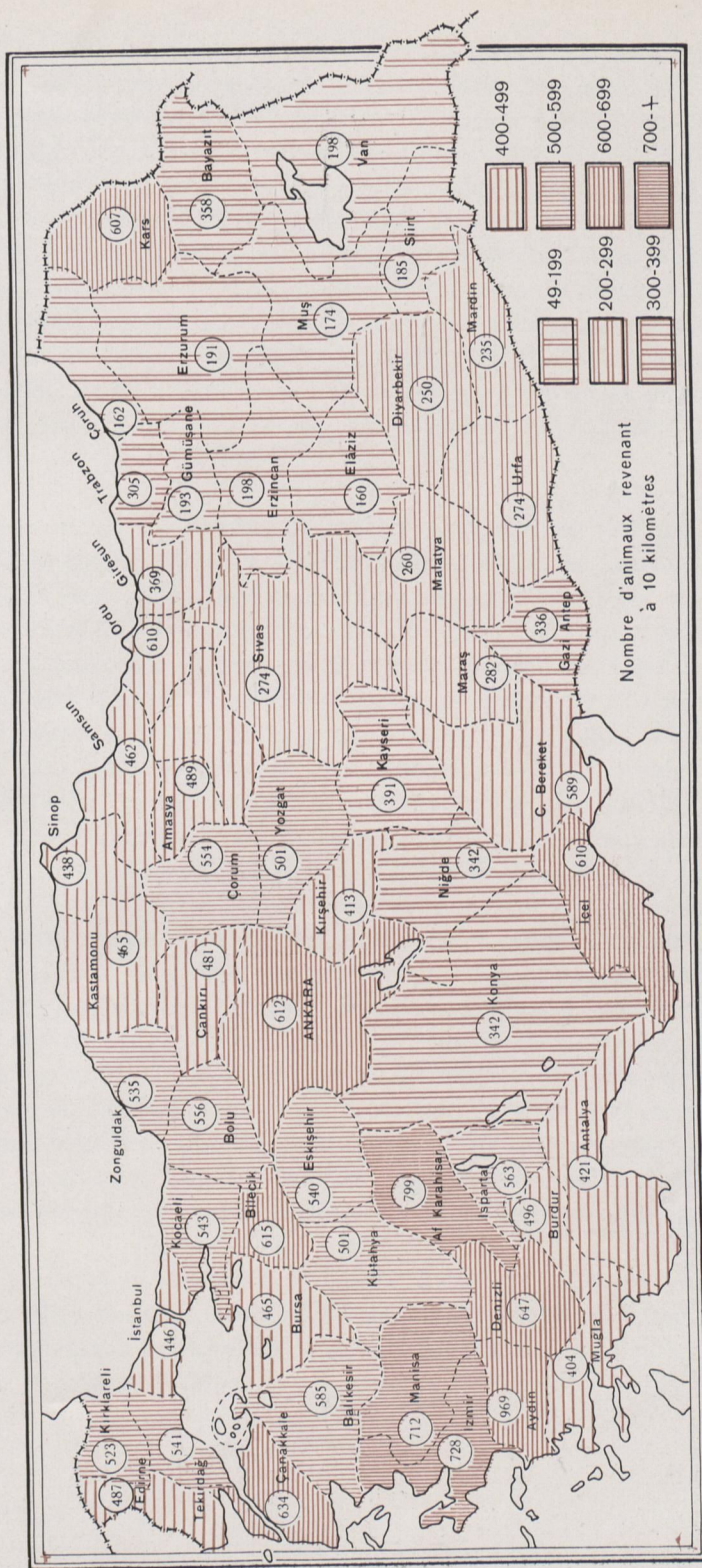 Kırklareli
523
487
Edirne
541
Tekirdağ
İstanbul
446
634
Çanakkale
585
Balıkesir
465
Bursa
Kocaeli
543
Bilecik
615
Zonguldak
535
556
Bolu
Eskişehir
540
501
Kütahya
712
Manisa
728
İzmir
969
Aydın
647
Denizli
404
Muğla
799
Af Karahisar
Isparta
563
496
Burdur
421
Antalya
Kastamonu
465
Sinop
438
Çankırı
481
612
ANKARA
Çorum
554
501
Yozgat
Kırşehir
413
342
Konya
Niğde
342
İçel
610
Samsun
462
Amasya
489
Ordu
610
Giresun
369
Sivas
274
Kayseri
391
C. Bereket
589
Maraş
282
Malatya
260
Gazi Antep
336
Trabzon
305
Gümüşane
193
Çoruh
162
198
Erzincan
Erzurum
191
Elâziz
160
Muş
174
Diyarbekir
250
Urfa
274
Mardin
235
Siirt
185
607
Kars
Bayazıt
358
198
Van
Nombre d'animaux revenant
à 10 kilomètres
49-199
200-299
300-399
400-499
500-599
600-699
700-+